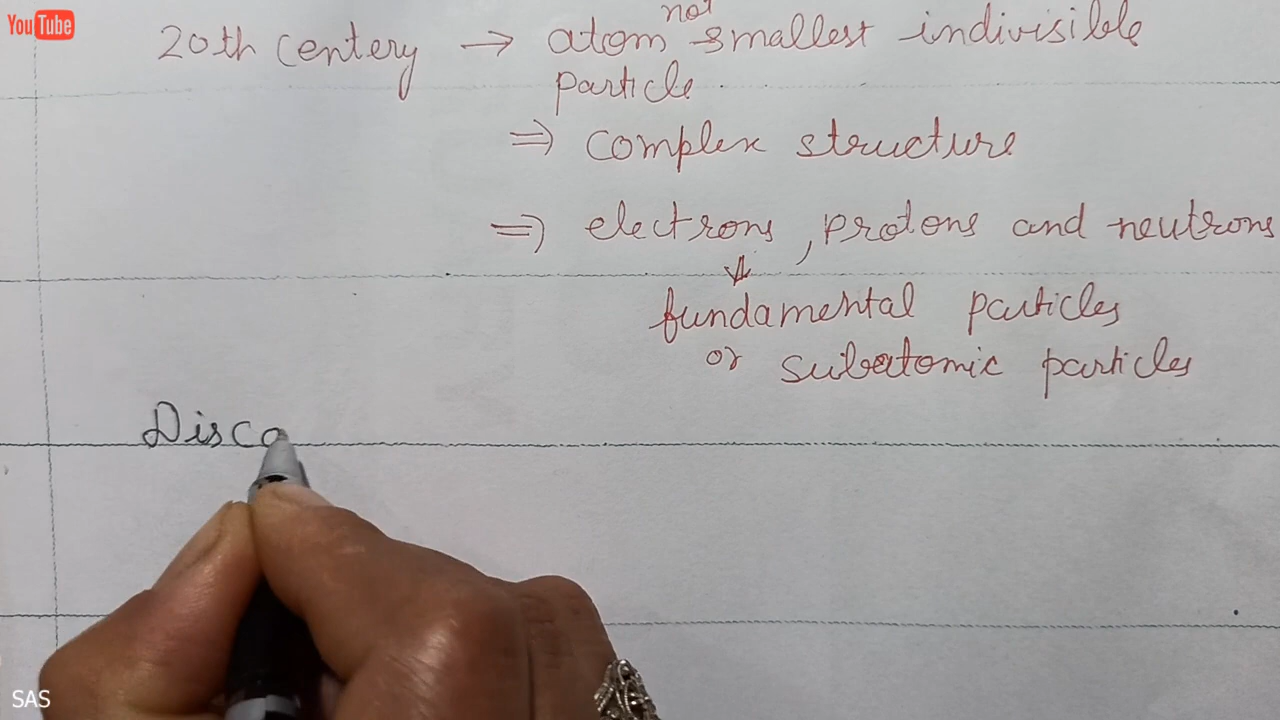 YouTube
not
20th centery → atom smallest indivisible
particle
⇒ complex structure
⇒ electrons, protons and neutrons
fundamental particles
or subatomic particles
Disco
SAS